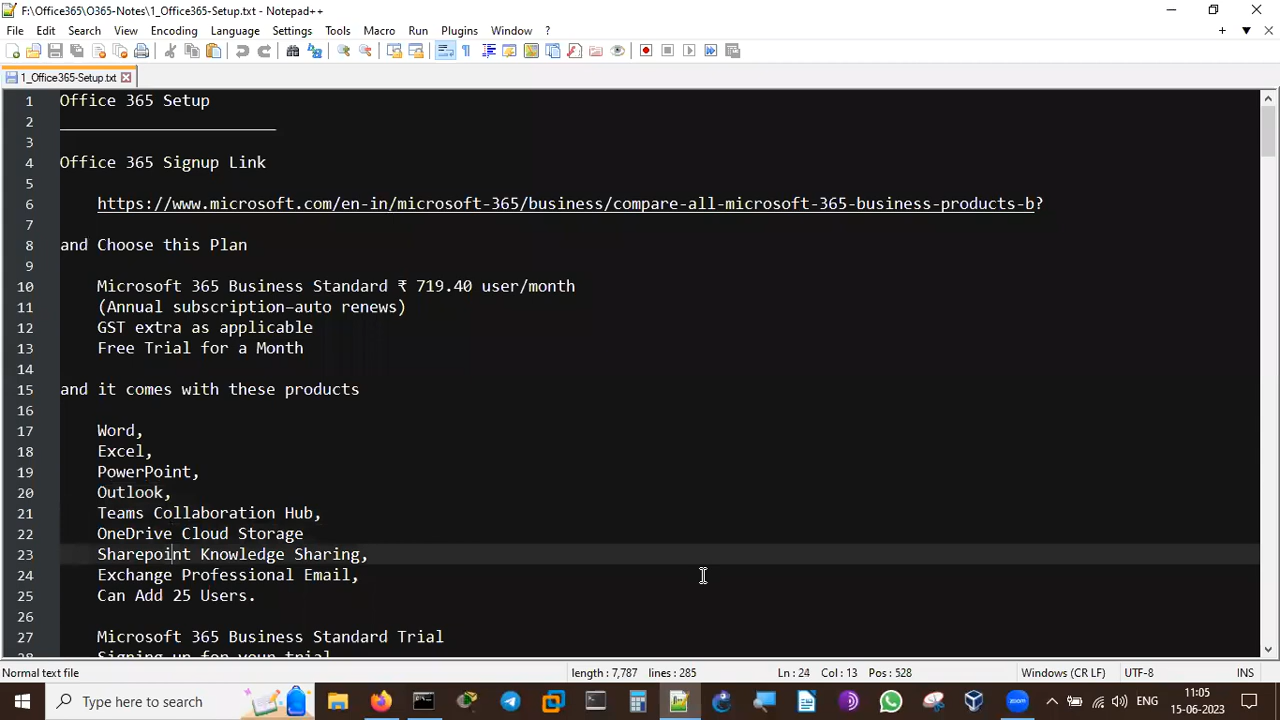 F:\Office365\O365-Notes\1_Office365-Setup.txt - Notepad++
File Edit Search View Encoding Language Settings Tools Macro Run Plugins Window ?
1_Office365-Setup.txt
1 Office 365 Setup
2 _______________________
3
4 Office 365 Signup Link
5
6 https://www.microsoft.com/en-in/microsoft-365/business/compare-all-microsoft-365-business-products-b?
7
8 and Choose this Plan
9
10 Microsoft 365 Business Standard ₹ 719.40 user/month
11 (Annual subscription–auto renews)
12 GST extra as applicable
13 Free Trial for a Month
14
15 and it comes with these products
16
17 Word,
18 Excel,
19 PowerPoint,
20 Outlook,
21 Teams Collaboration Hub,
22 OneDrive Cloud Storage
23 Sharepoint Knowledge Sharing,
24 Exchange Professional Email,
25 Can Add 25 Users.
26
27 Microsoft 365 Business Standard Trial
28 Signing up for your trial
Normal text file length : 7,787 lines : 285 Ln : 24 Col : 13 Pos : 528 Windows (CR LF) UTF-8 INS
Type here to search zoom ENG 11:05
15-06-2023